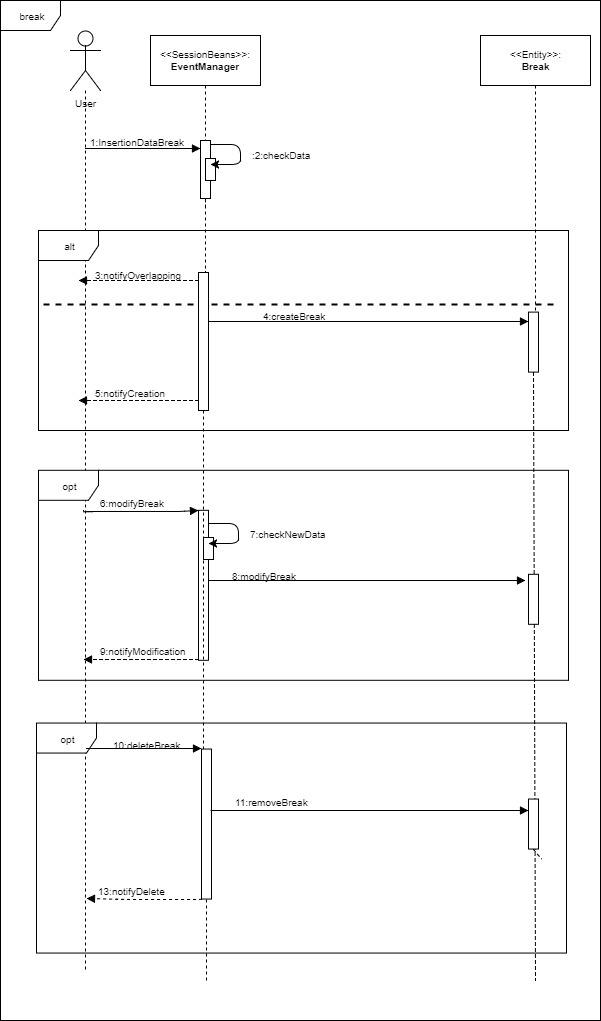 break
<<SessionBeans>>:
EventManager
<<Entity>>:
Break
User
1:InsertionDataBreak
:2:checkData
alt
3:notifyOverlapping
4:createBreak
5:notifyCreation
opt
6:modifyBreak
7:checkNewData
8:modifyBreak
9:notifyModification
opt
10:deleteBreak
11:removeBreak
13:notifyDelete